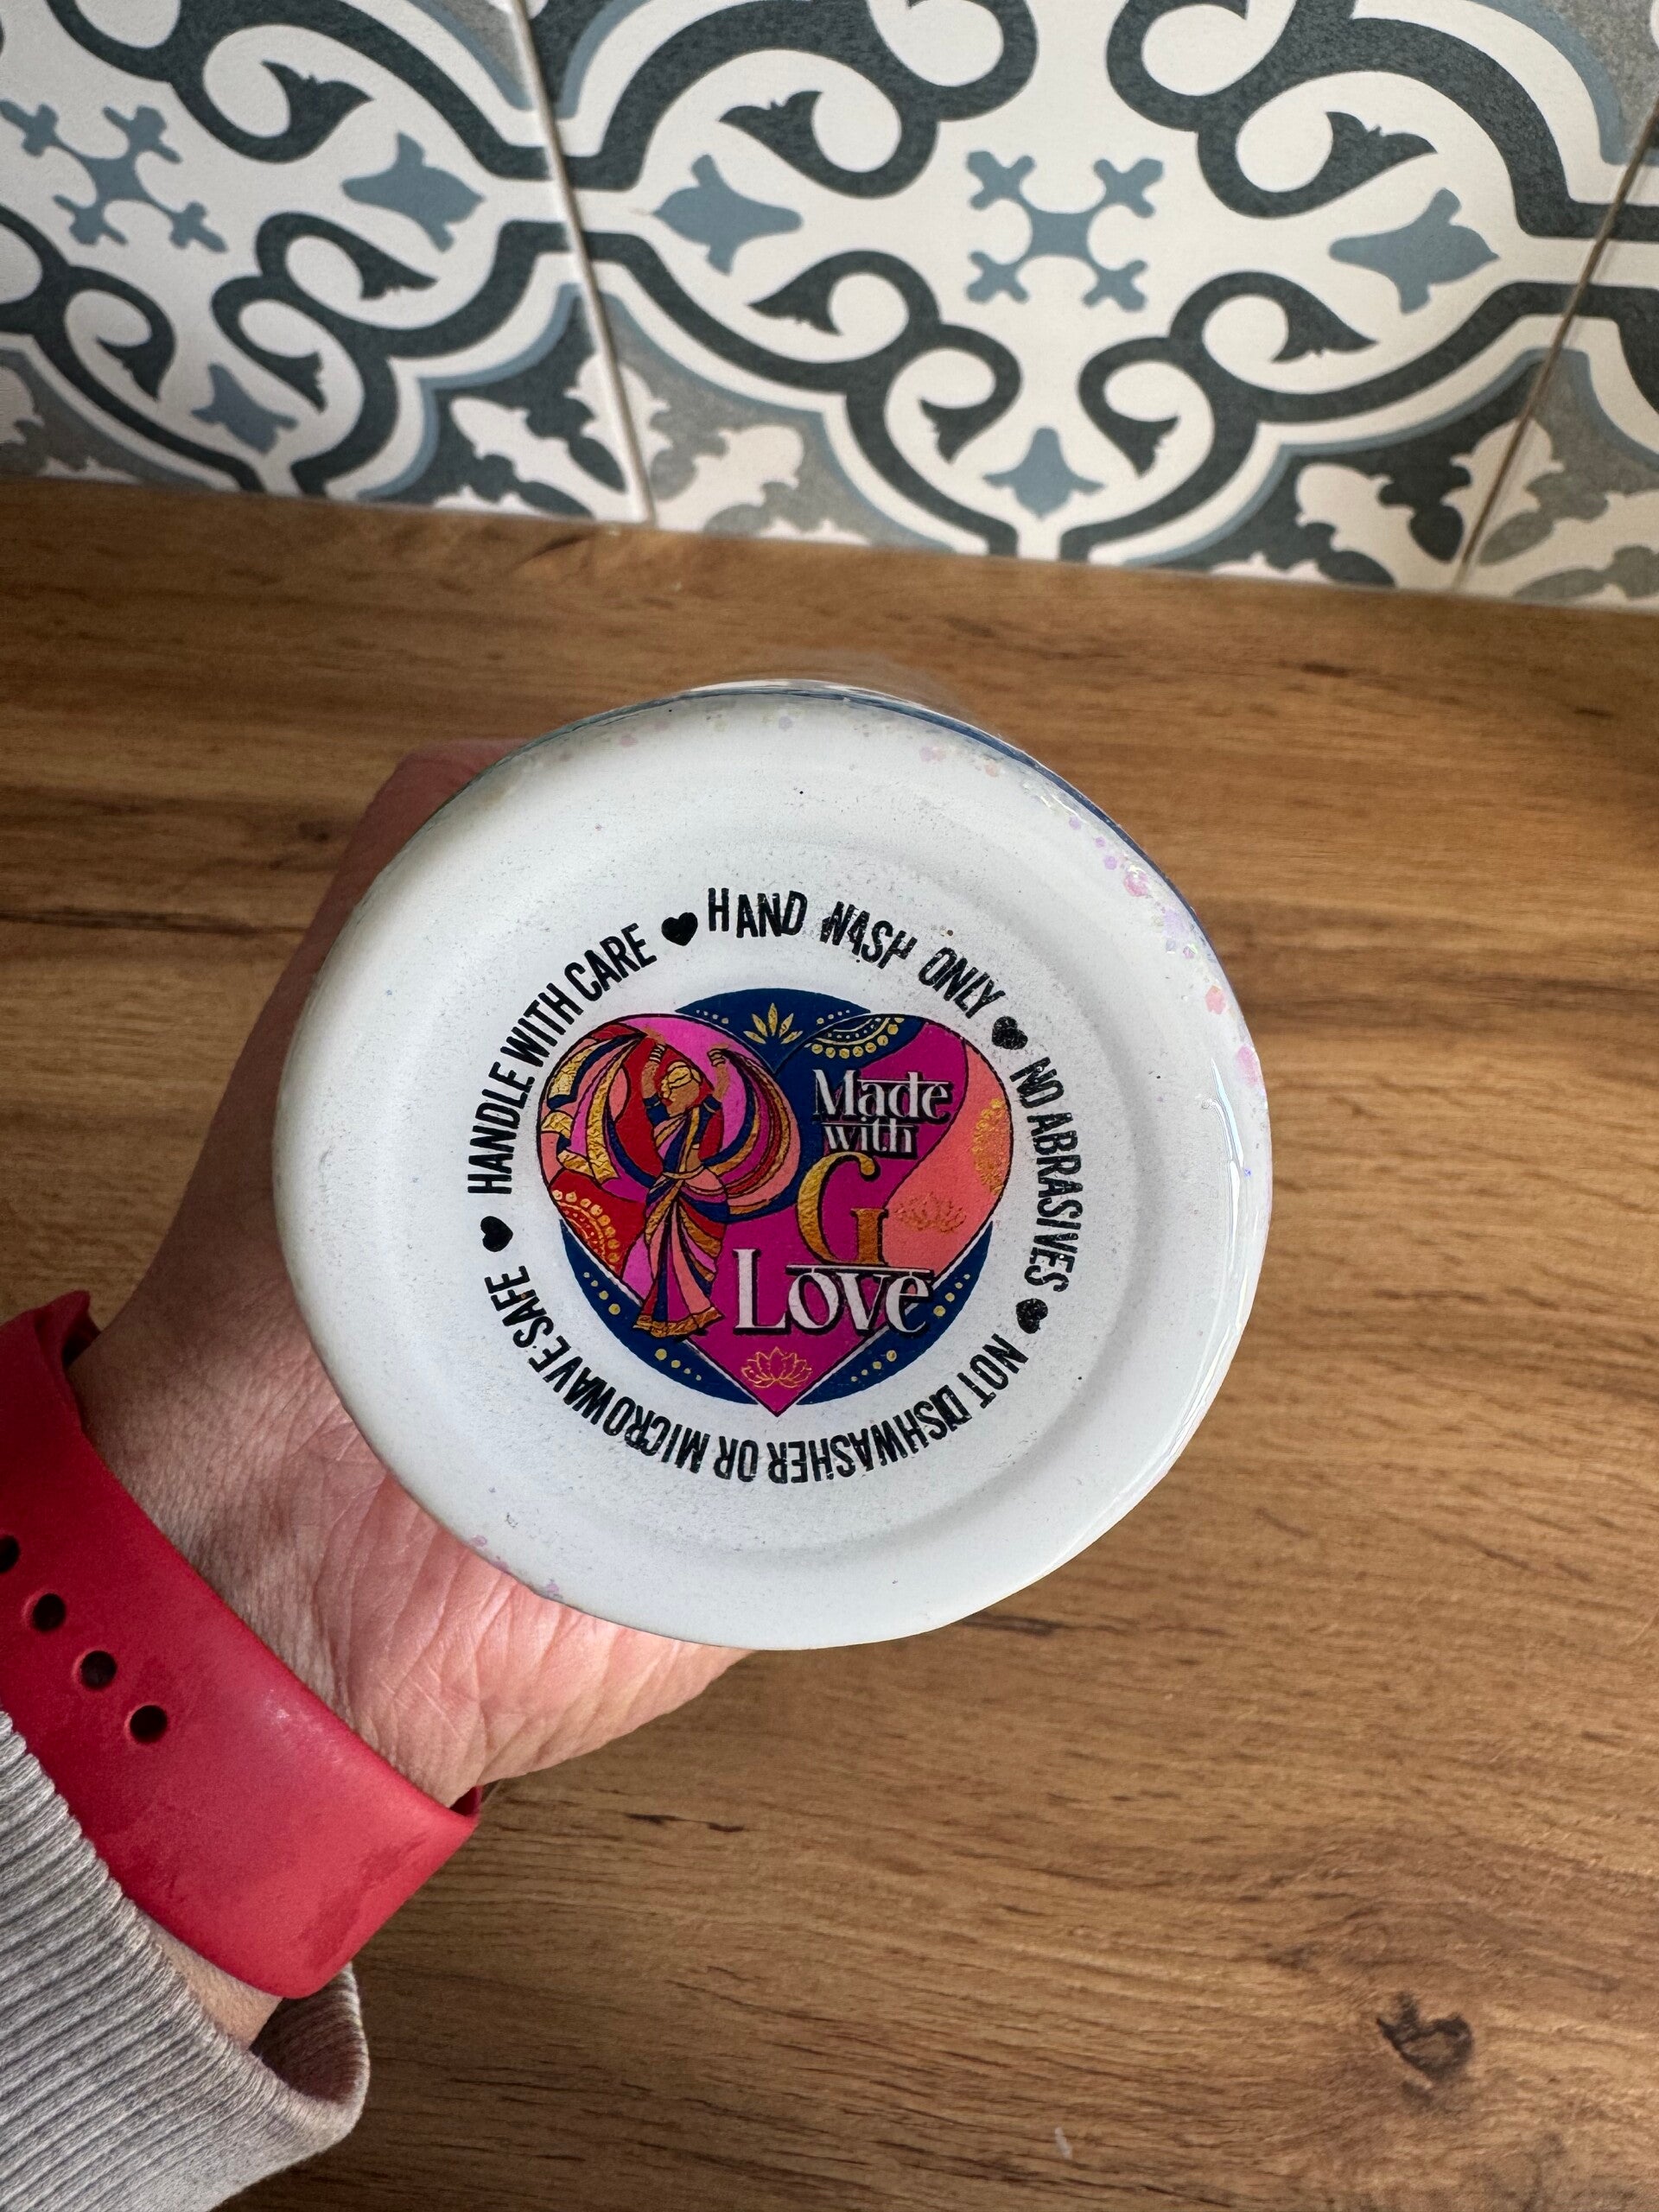 HANDLE WITH CARE ♥ HAND WASH ONLY ♥ NO ABRASIVES ♥ NOT DISHWASHER OR MICROWAVE SAFE ♥
Made
with
G
Love